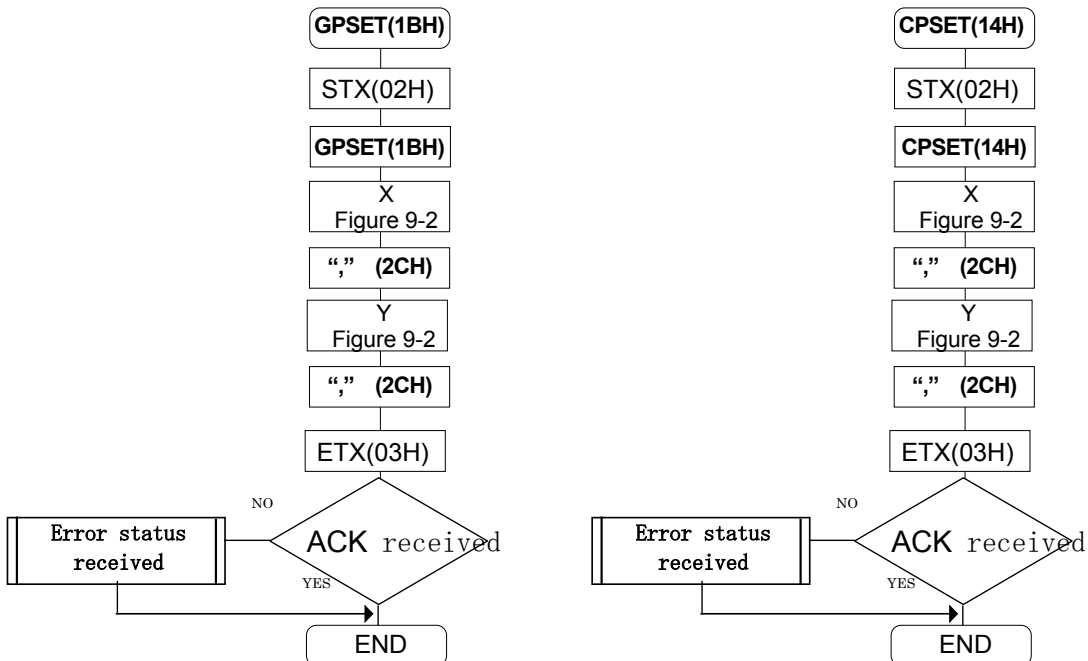 GPSET(1BH)
STX(02H)
GPSET(1BH)
X
Figure 9-2
“,” (2CH)
Y
Figure 9-2
“,” (2CH)
ETX(03H)
NO
Error status
received
ACK received
YES
END
CPSET(14H)
STX(02H)
CPSET(14H)
X
Figure 9-2
“,” (2CH)
Y
Figure 9-2
“,” (2CH)
ETX(03H)
NO
Error status
received
ACK received
YES
END